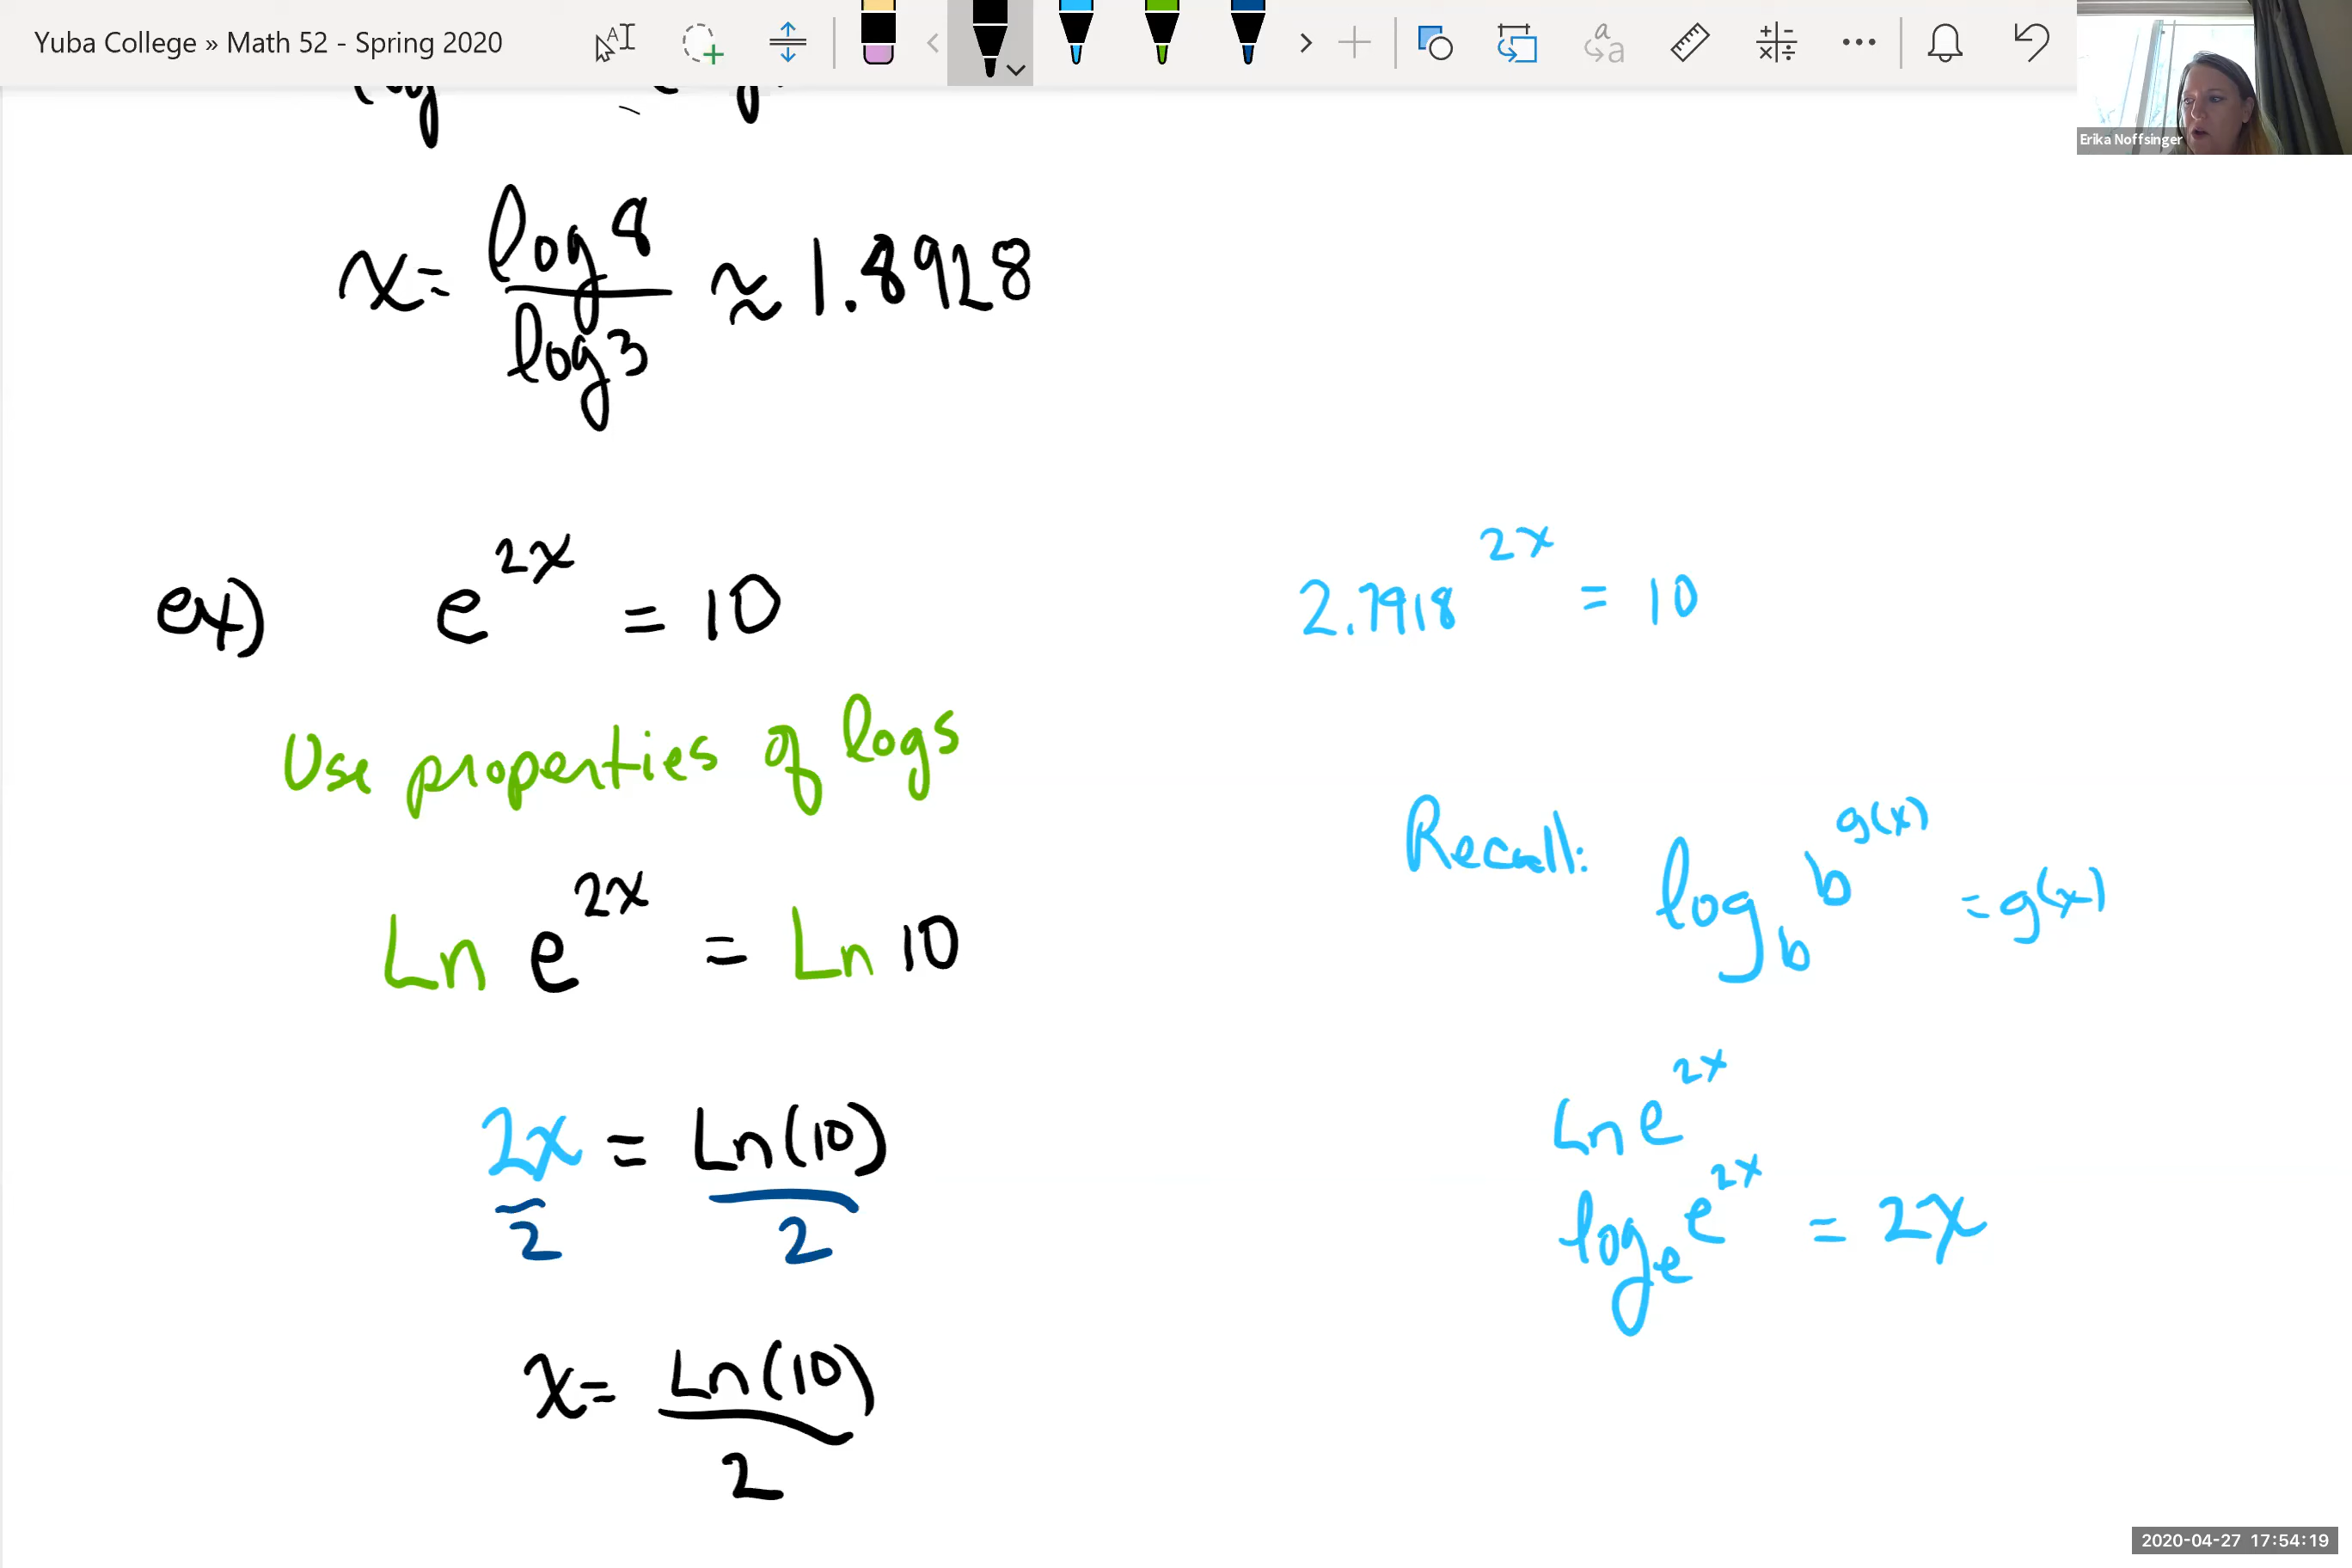 Yuba College » Math 52 - Spring 2020
Erika Noffsinger
x = log 8 / log 3 ≈ 1.8928
ex) e^2x = 10
2.7918^2x = 10
Use properties of logs
Recall: log_b b^g(x) = g(x)
Ln e^2x = Ln 10
Ln e^2x
2x/2 = Ln(10)/2
log_e e^2x = 2x
x = Ln(10)/2
2020-04-27 17:54:19